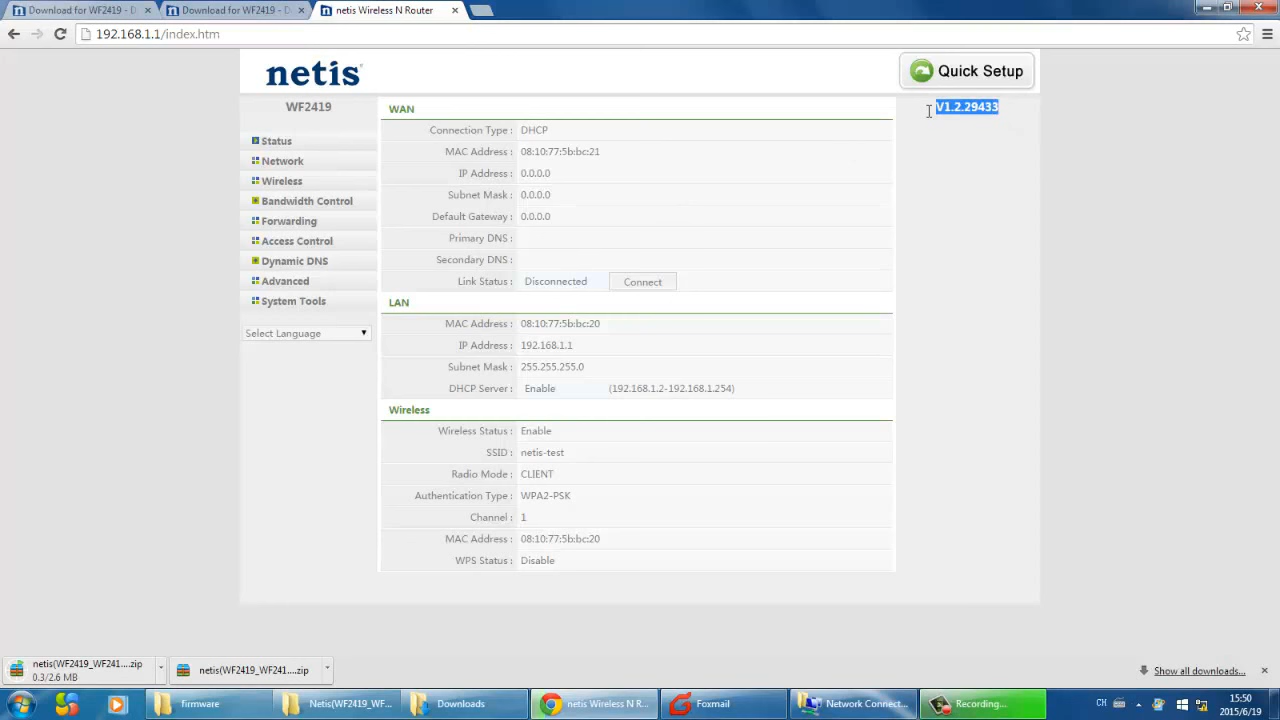 Download for WF2419 - D
Download for WF2419 - D
netis Wireless N Router
192.168.1.1/index.htm
netis
Quick Setup
WF2419
V1.2.29433
Status
Network
Wireless
Bandwidth Control
Forwarding
Access Control
Dynamic DNS
Advanced
System Tools
Select Language
WAN
Connection Type : DHCP
MAC Address : 08:10:77:5b:bc:21
IP Address : 0.0.0.0
Subnet Mask : 0.0.0.0
Default Gateway : 0.0.0.0
Primary DNS :
Secondary DNS :
Link Status : Disconnected Connect
LAN
MAC Address : 08:10:77:5b:bc:20
IP Address : 192.168.1.1
Subnet Mask : 255.255.255.0
DHCP Server : Enable (192.168.1.2-192.168.1.254)
Wireless
Wireless Status : Enable
SSID : netis-test
Radio Mode : CLIENT
Authentication Type : WPA2-PSK
Channel : 1
MAC Address : 08:10:77:5b:bc:20
WPS Status : Disable
netis(WF2419_WF241....zip
0.3/2.6 MB
netis(WF2419_WF241....zip
Show all downloads...
firmware
Netis(WF2419_WF...
Downloads
netis Wireless N R...
Foxmail
Network Connect...
Recording...
CH
15:50
2015/6/19